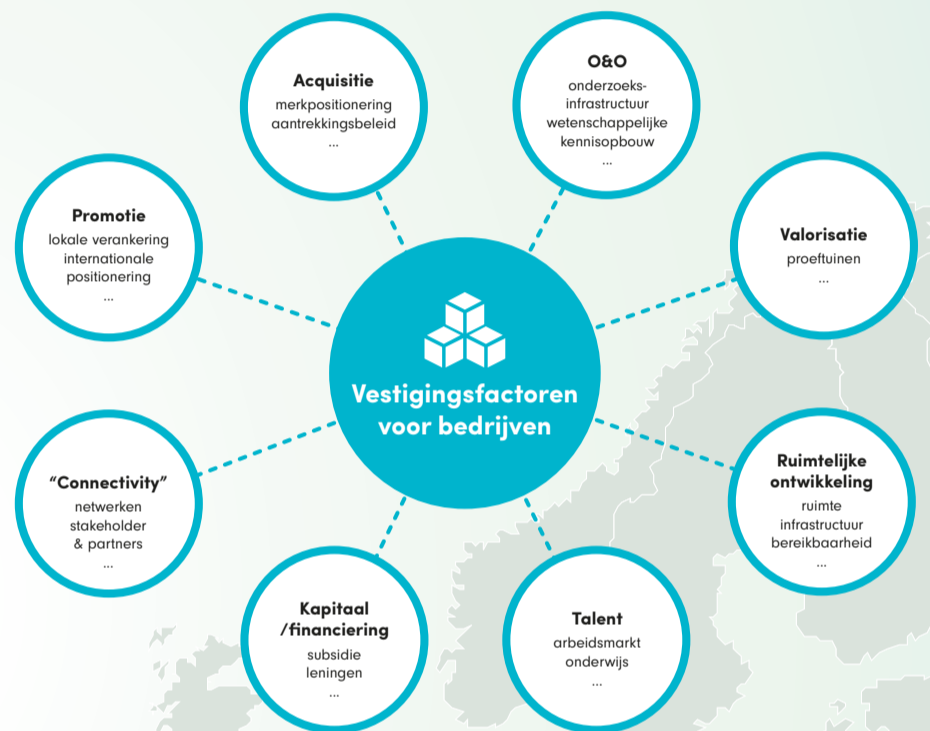 Acquisitie
merkpositionering
aantrekkingsbeleid
...
O&O
onderzoeks-
infrastructuur
wetenschappelijke
kennisopbouw
...
Promotie
lokale verankering
internationale
positionering
...
Valorisatie
proeftuinen
...
Vestigingsfactoren
voor bedrijven
"Connectivity"
netwerken
stakeholder
& partners
...
Ruimtelijke
ontwikkeling
ruimte
infrastructuur
bereikbaarheid
...
Kapitaal
/financiering
subsidie
leningen
...
Talent
arbeidsmarkt
onderwijs
...